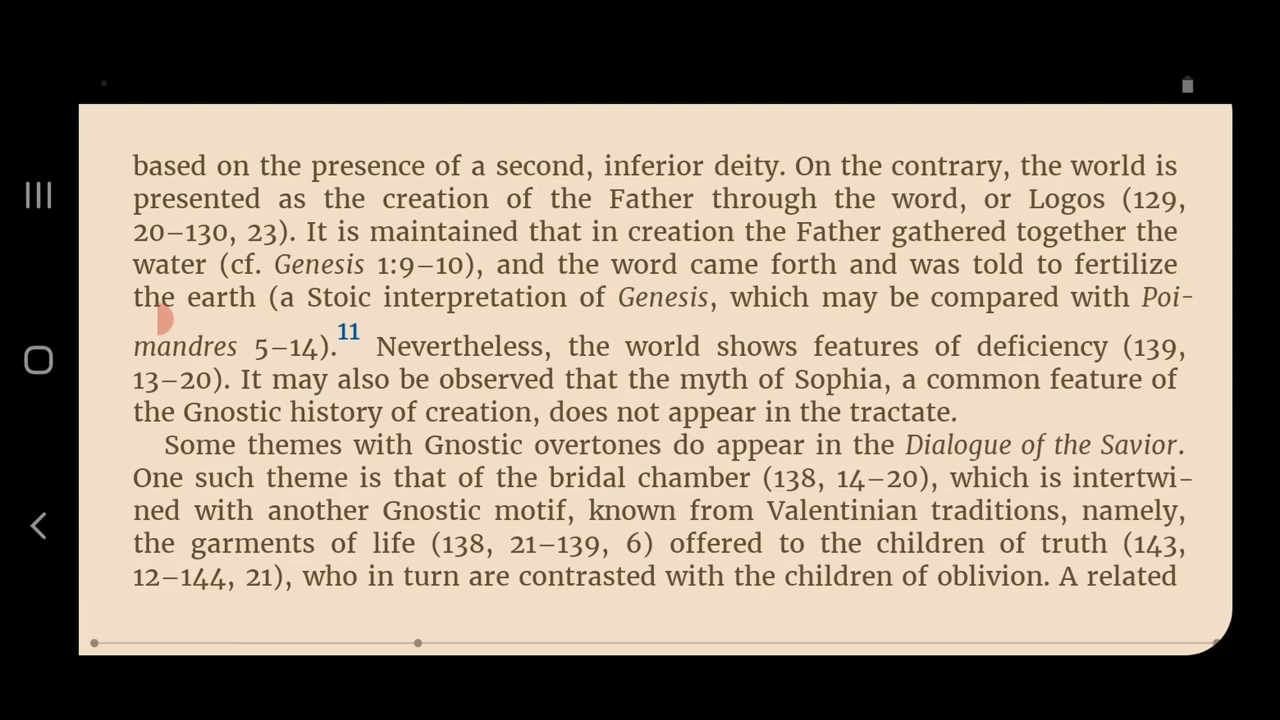 based on the presence of a second, inferior deity. On the contrary, the world is
presented as the creation of the Father through the word, or Logos (129,
20–130, 23). It is maintained that in creation the Father gathered together the
water (cf. Genesis 1:9–10), and the word came forth and was told to fertilize
the earth (a Stoic interpretation of Genesis, which may be compared with Poi-
mandres 5–14).11 Nevertheless, the world shows features of deficiency (139,
13–20). It may also be observed that the myth of Sophia, a common feature of
the Gnostic history of creation, does not appear in the tractate.
Some themes with Gnostic overtones do appear in the Dialogue of the Savior.
One such theme is that of the bridal chamber (138, 14–20), which is intertwi-
ned with another Gnostic motif, known from Valentinian traditions, namely,
the garments of life (138, 21–139, 6) offered to the children of truth (143,
12–144, 21), who in turn are contrasted with the children of oblivion. A related